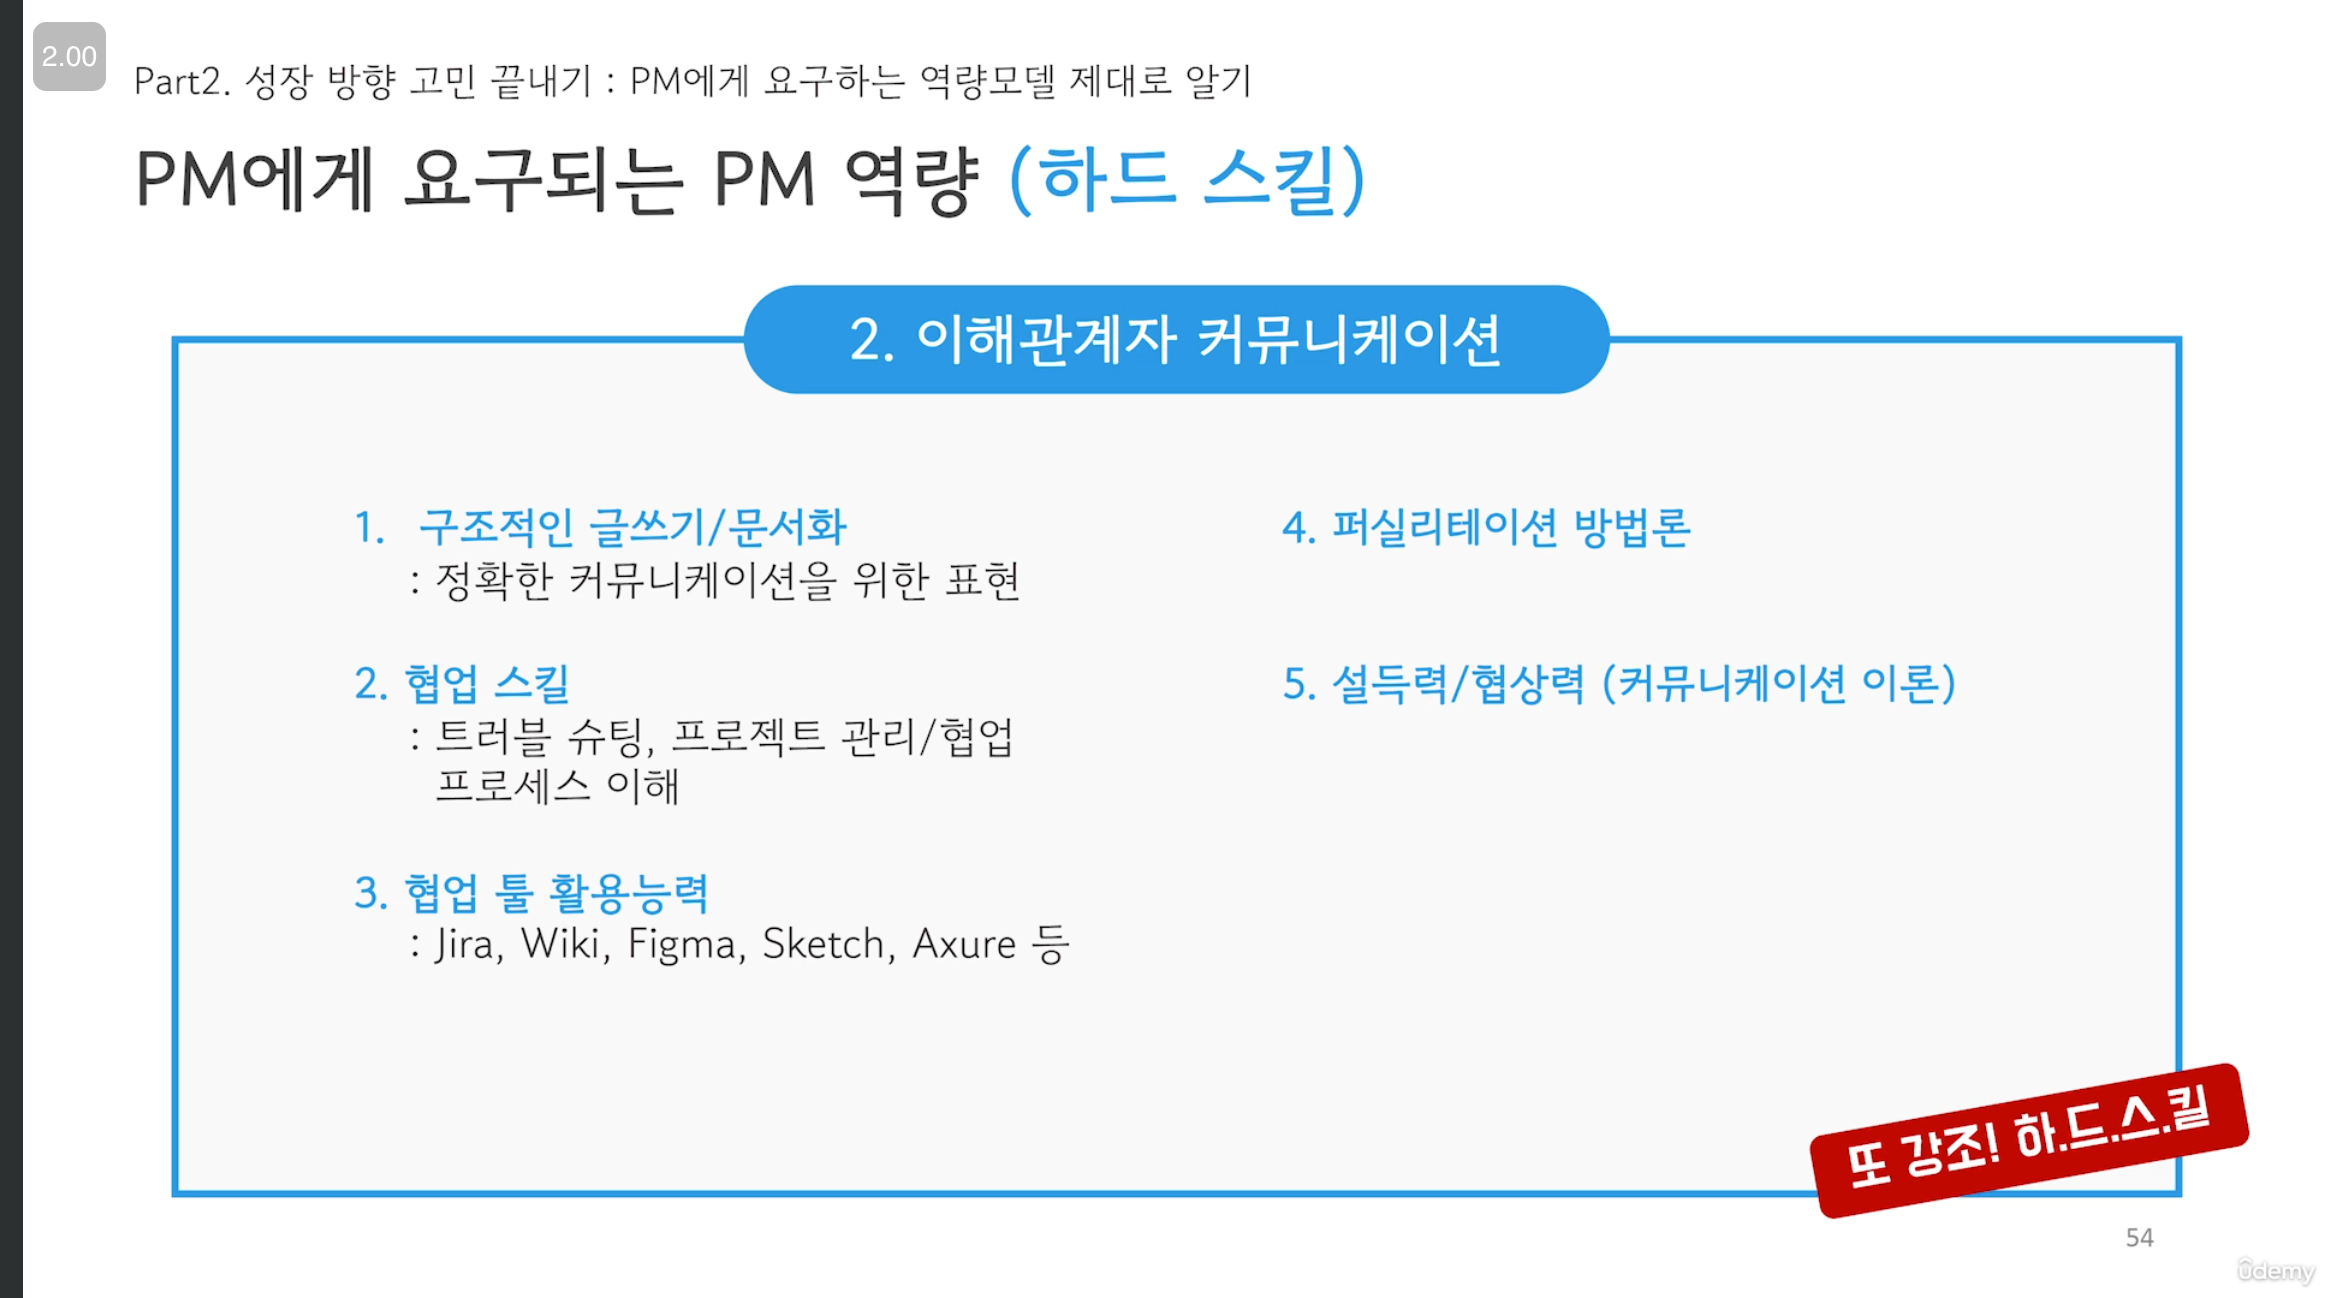 2.00
Part2. 성장 방향 고민 끝내기 : PM에게 요구하는 역량모델 제대로 알기
PM에게 요구되는 PM 역량 (하드 스킬)
2. 이해관계자 커뮤니케이션
1. 구조적인 글쓰기/문서화
: 정확한 커뮤니케이션을 위한 표현
2. 협업 스킬
: 트러블 슈팅, 프로젝트 관리/협업
프로세스 이해
3. 협업 툴 활용능력
: Jira, Wiki, Figma, Sketch, Axure 등
4. 퍼실리테이션 방법론
5. 설득력/협상력 (커뮤니케이션 이론)
또 강조! 하.드.스.킬
54
ûdemy